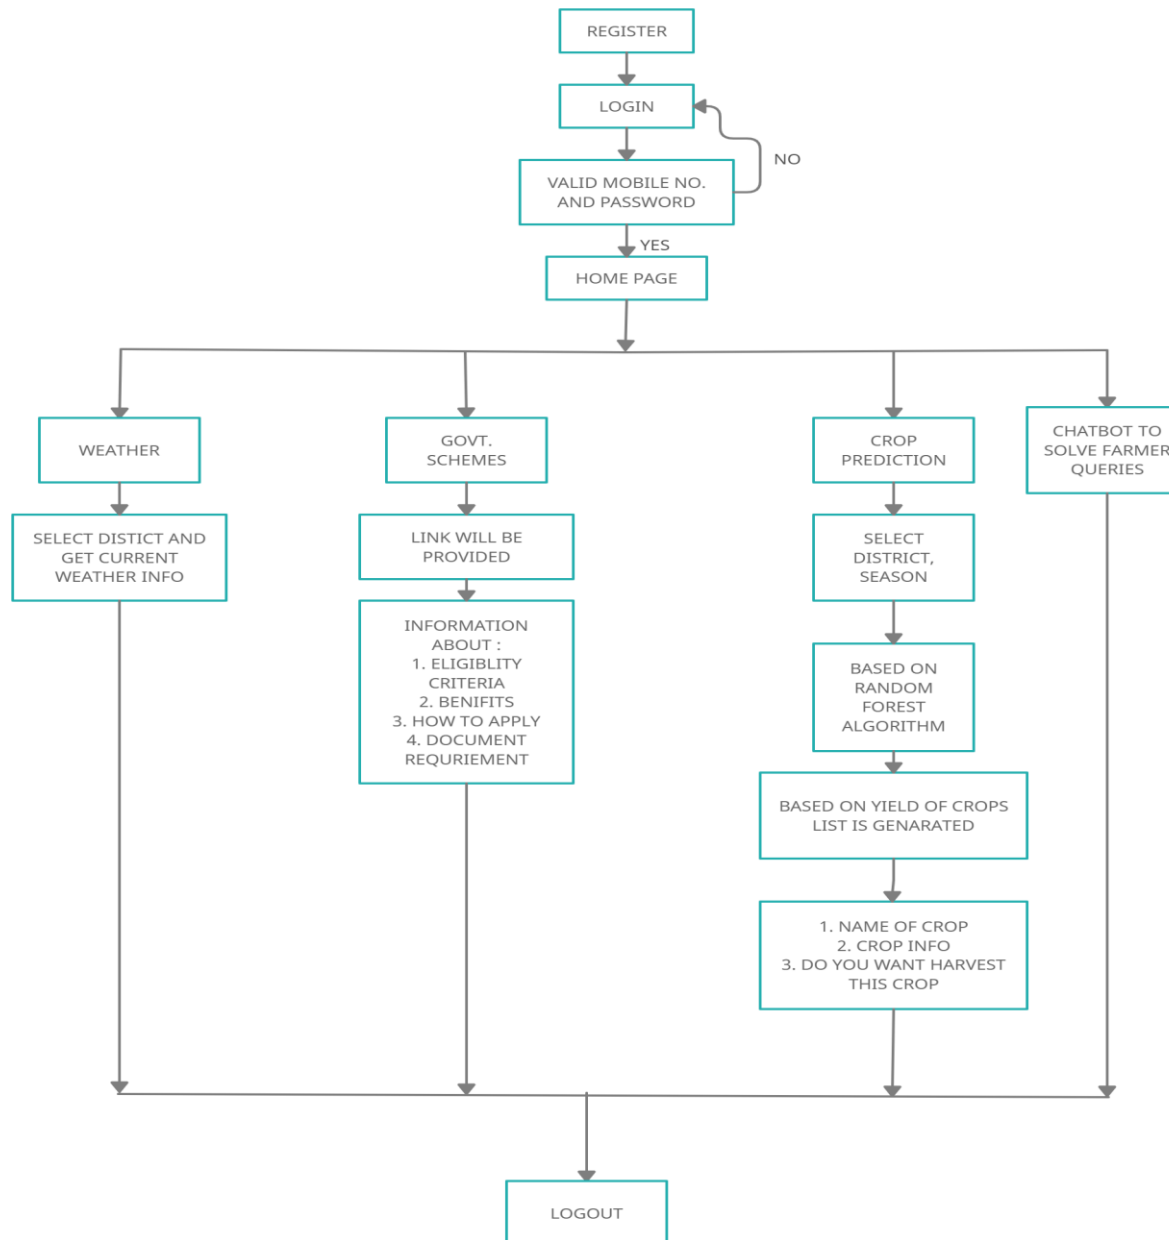 REGISTER
LOGIN
NO
VALID MOBILE NO.
AND PASSWORD
YES
HOME PAGE
WEATHER
SELECT DISTICT AND
GET CURRENT
WEATHER INFO
GOVT.
SCHEMES
LINK WILL BE
PROVIDED
INFORMATION
ABOUT :
1. ELIGIBLITY
CRITERIA
2. BENIFITS
3. HOW TO APPLY
4. DOCUMENT
REQURIEMENT
CROP
PREDICTION
SELECT
DISTRICT,
SEASON
BASED ON
RANDOM
FOREST
ALGORITHM
BASED ON YIELD OF CROPS
LIST IS GENARATED
1. NAME OF CROP
2. CROP INFO
3. DO YOU WANT HARVEST
THIS CROP
CHATBOT TO
SOLVE FARMER
QUERIES
LOGOUT